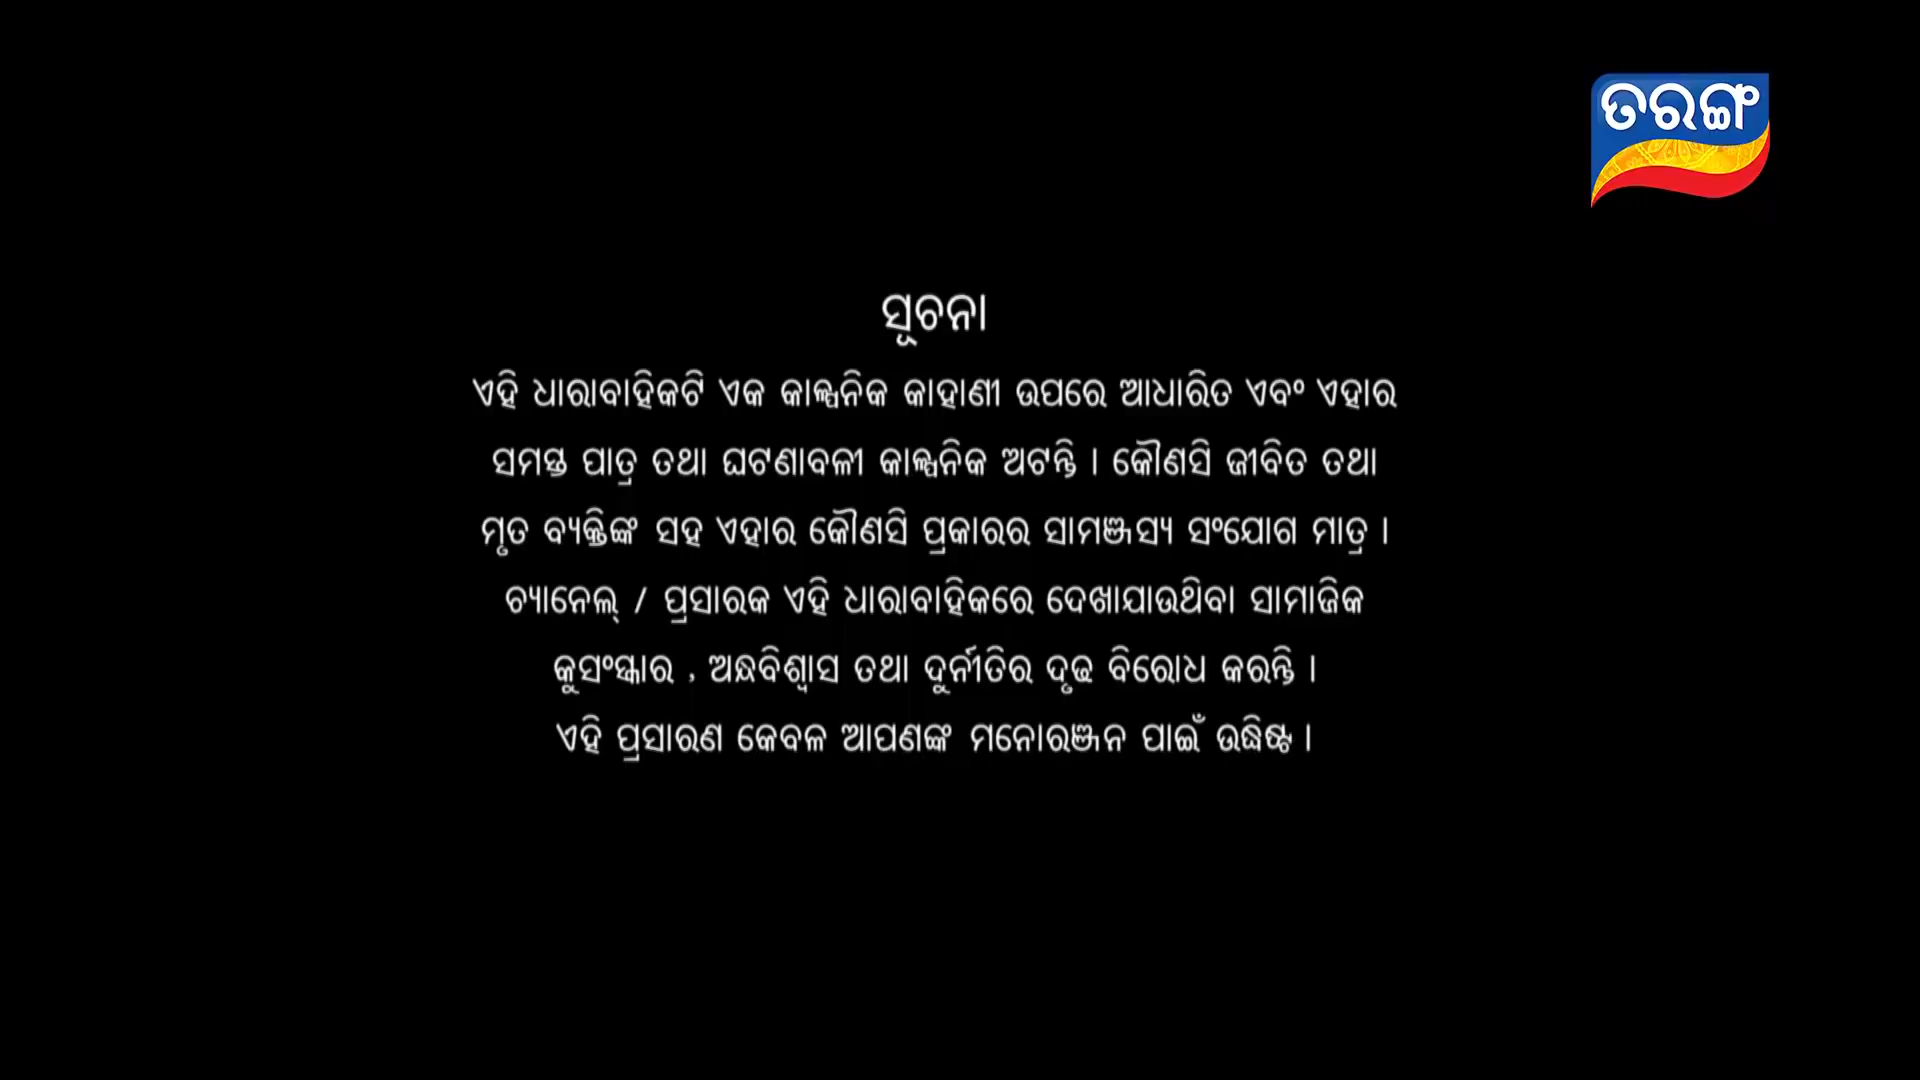 ତରଙ୍ଗ
ସୂଚନା
ଏହି ଧାରାବାହିକଟି ଏକ କାଳ୍ପନିକ କାହାଣୀ ଉପରେ ଆଧାରିତ ଏବଂ ଏହାର
ସମସ୍ତ ପାତ୍ର ତଥା ଘଟଣାବଳୀ କାଳ୍ପନିକ ଅଟନ୍ତି । କୌଣସି ଜୀବିତ ତଥା
ମୃତ ବ୍ୟକ୍ତିଙ୍କ ସହ ଏହାର କୌଣସି ପ୍ରକାରର ସାମଞ୍ଜସ୍ୟ ସଂଯୋଗ ମାତ୍ର ।
ଚ୍ୟାନେଲ୍ / ପ୍ରସାରକ ଏହି ଧାରାବାହିକରେ ଦେଖାଯାଉଥିବା ସାମାଜିକ
କୁସଂସ୍କାର , ଅନ୍ଧବିଶ୍ୱାସ ତଥା ଦୁର୍ନୀତିର ଦୃଢ ବିରୋଧ କରନ୍ତି ।
ଏହି ପ୍ରସାରଣ କେବଳ ଆପଣଙ୍କ ମନୋରଞ୍ଜନ ପାଇଁ ଉଦ୍ଧିଷ୍ଟ ।